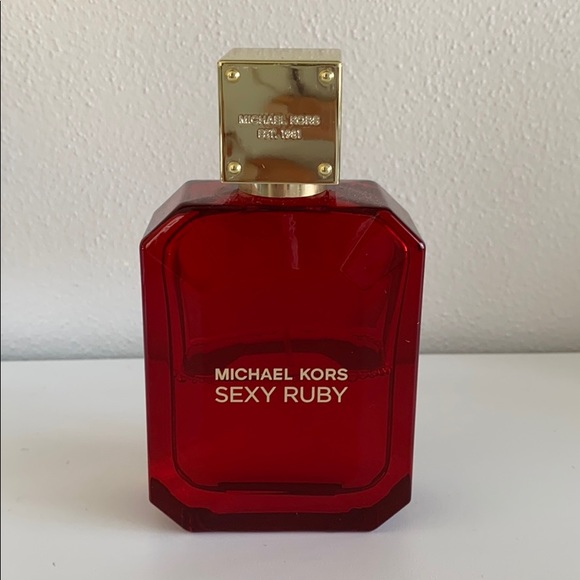 MICHAEL KORS
EST. 1981
MICHAEL KORS
SEXY RUBY